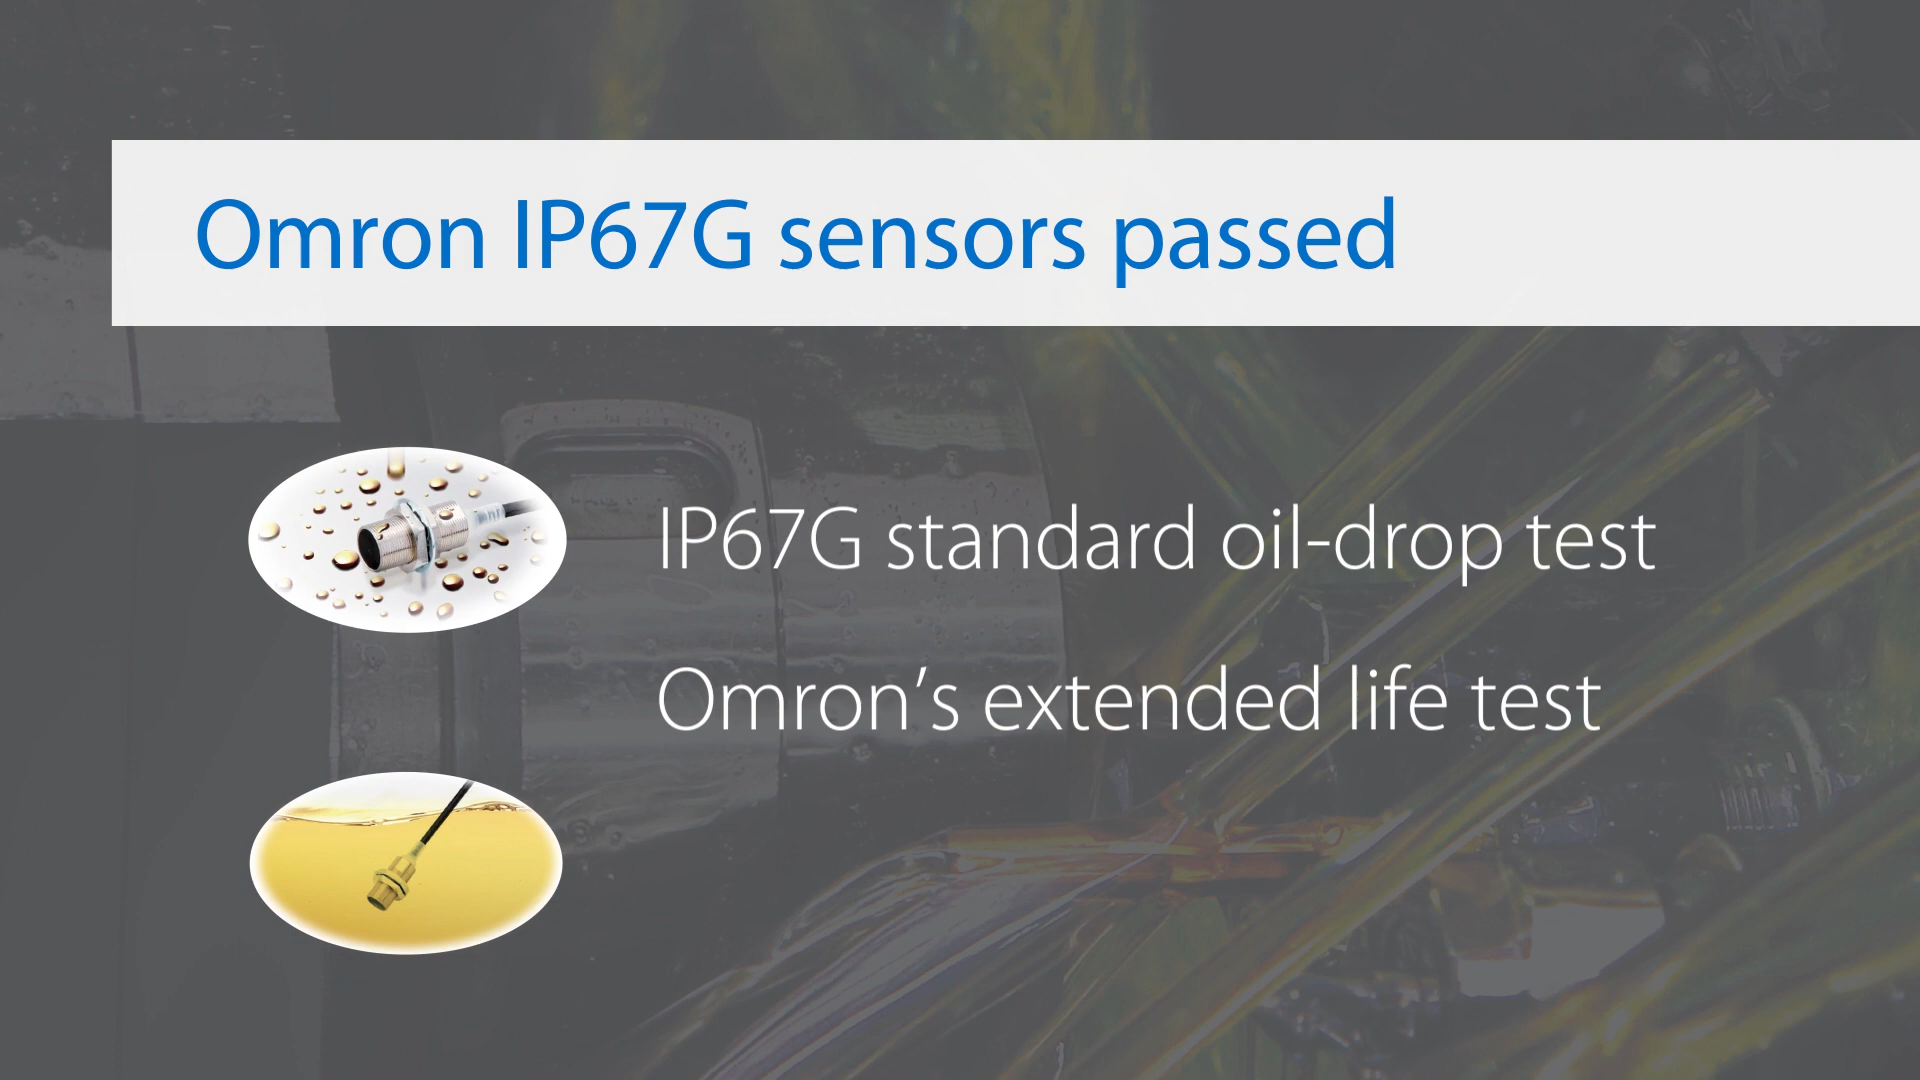 Omron IP67G sensors passed
IP67G standard oil-drop test
Omron’s extended life test